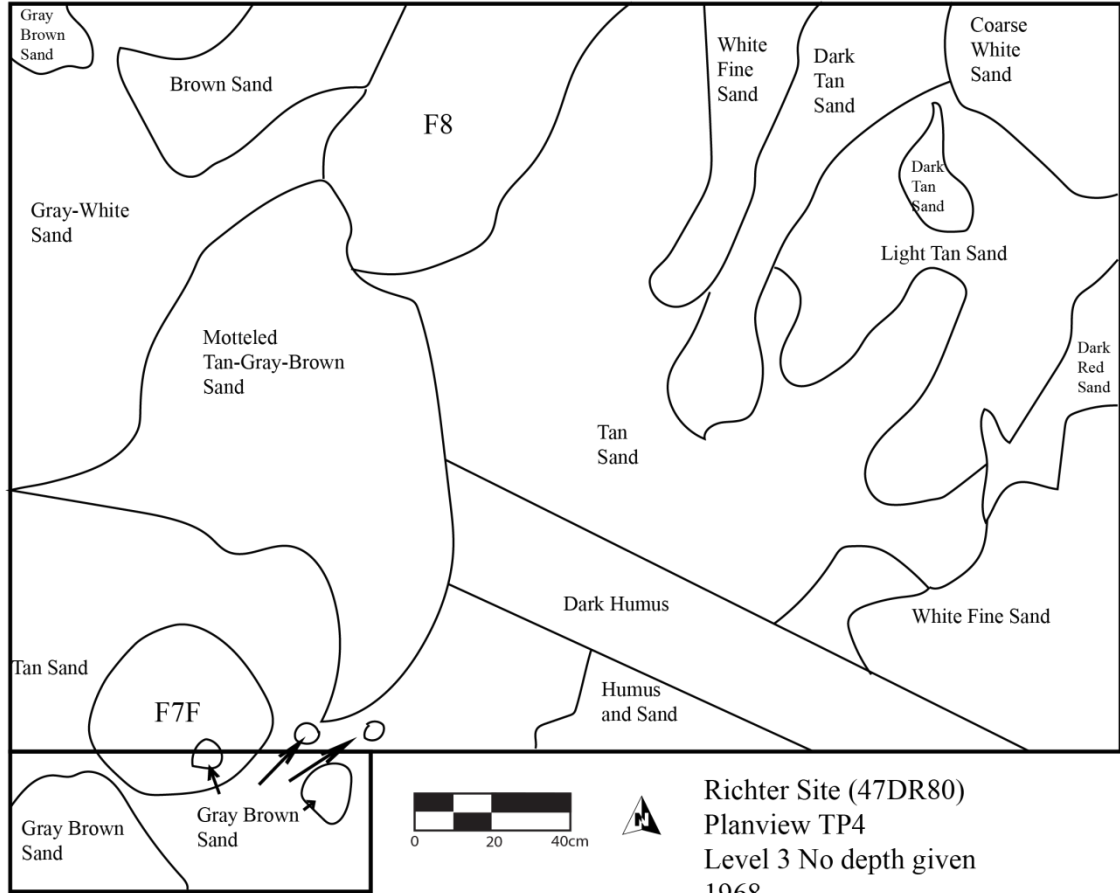 Gray
Brown
Sand
Brown Sand
F8
White
Fine
Sand
Dark
Tan
Sand
Coarse
White
Sand
Dark
Tan
Sand
Gray-White
Sand
Light Tan Sand
Motteled
Tan-Gray-Brown
Sand
Dark
Red
Sand
Tan
Sand
Dark Humus
White Fine Sand
Tan Sand
F7F
Humus
and Sand
Gray Brown
Sand
Gray Brown
Sand
0 20 40cm
N
Richter Site (47DR80)
Planview TP4
Level 3 No depth given
1968